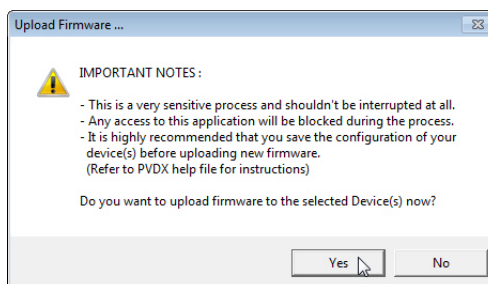 Upload Firmware ...
IMPORTANT NOTES :
- This is a very sensitive process and shouldn't be interrupted at all.
- Any access to this application will be blocked during the process.
- It is highly recommended that you save the configuration of your
device(s) before uploading new firmware.
(Refer to PVDX help file for instructions)
Do you want to upload firmware to the selected Device(s) now?
Yes No